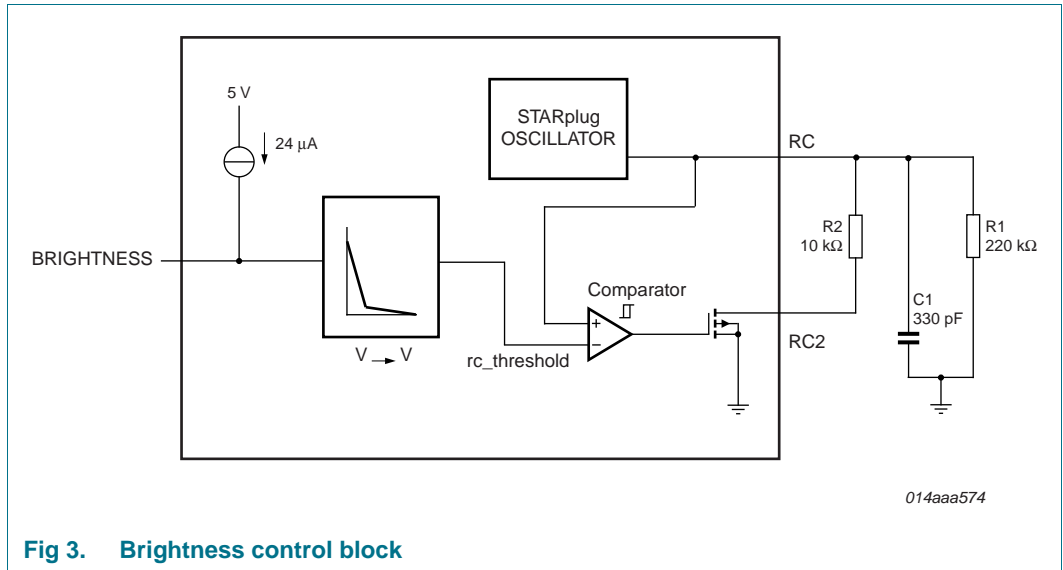 5 V
24 μA
STARplug
OSCILLATOR
RC
R2
10 kΩ
R1
220 kΩ
BRIGHTNESS
Comparator
C1
330 pF
+
−
V → V
rc_threshold
RC2
014aaa574
Fig 3. Brightness control block